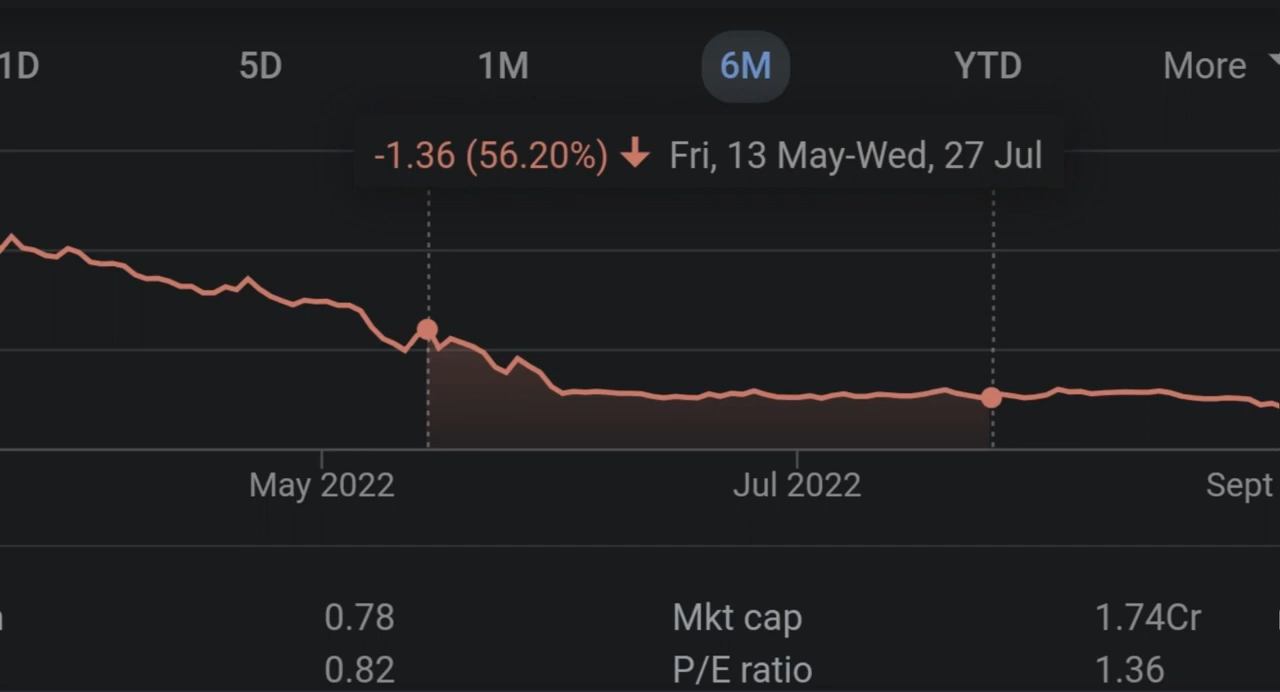 1D 5D 1M 6M YTD More
-1.36 (56.20%) Fri, 13 May-Wed, 27 Jul
May 2022 Jul 2022 Sept
0.78 Mkt cap 1.74Cr
0.82 P/E ratio 1.36